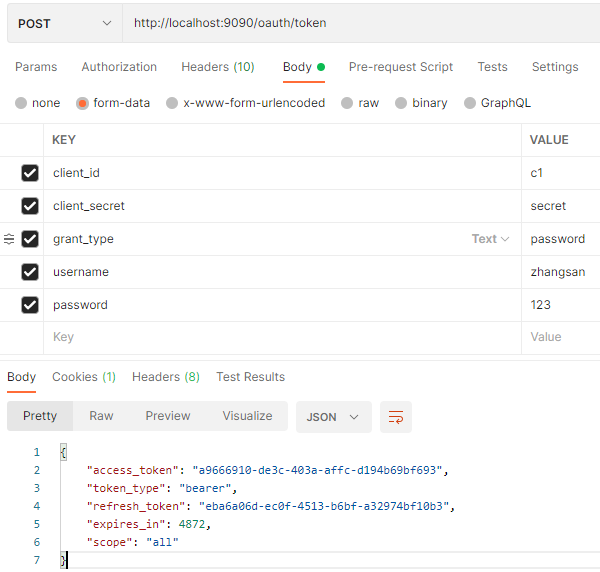 POST http://localhost:9090/oauth/token
Params Authorization Headers (10) Body Pre-request Script Tests Settings
none form-data x-www-form-urlencoded raw binary GraphQL
KEY VALUE
client_id c1
client_secret secret
grant_type Text password
username zhangsan
password 123
Key Value
Body Cookies (1) Headers (8) Test Results
Pretty Raw Preview Visualize JSON
1 {
2 "access_token": "a9666910-de3c-403a-affc-d194b69bf693",
3 "token_type": "bearer",
4 "refresh_token": "eba6a06d-ec0f-4513-b6bf-a32974bf10b3",
5 "expires_in": 4872,
6 "scope": "all"
7 }